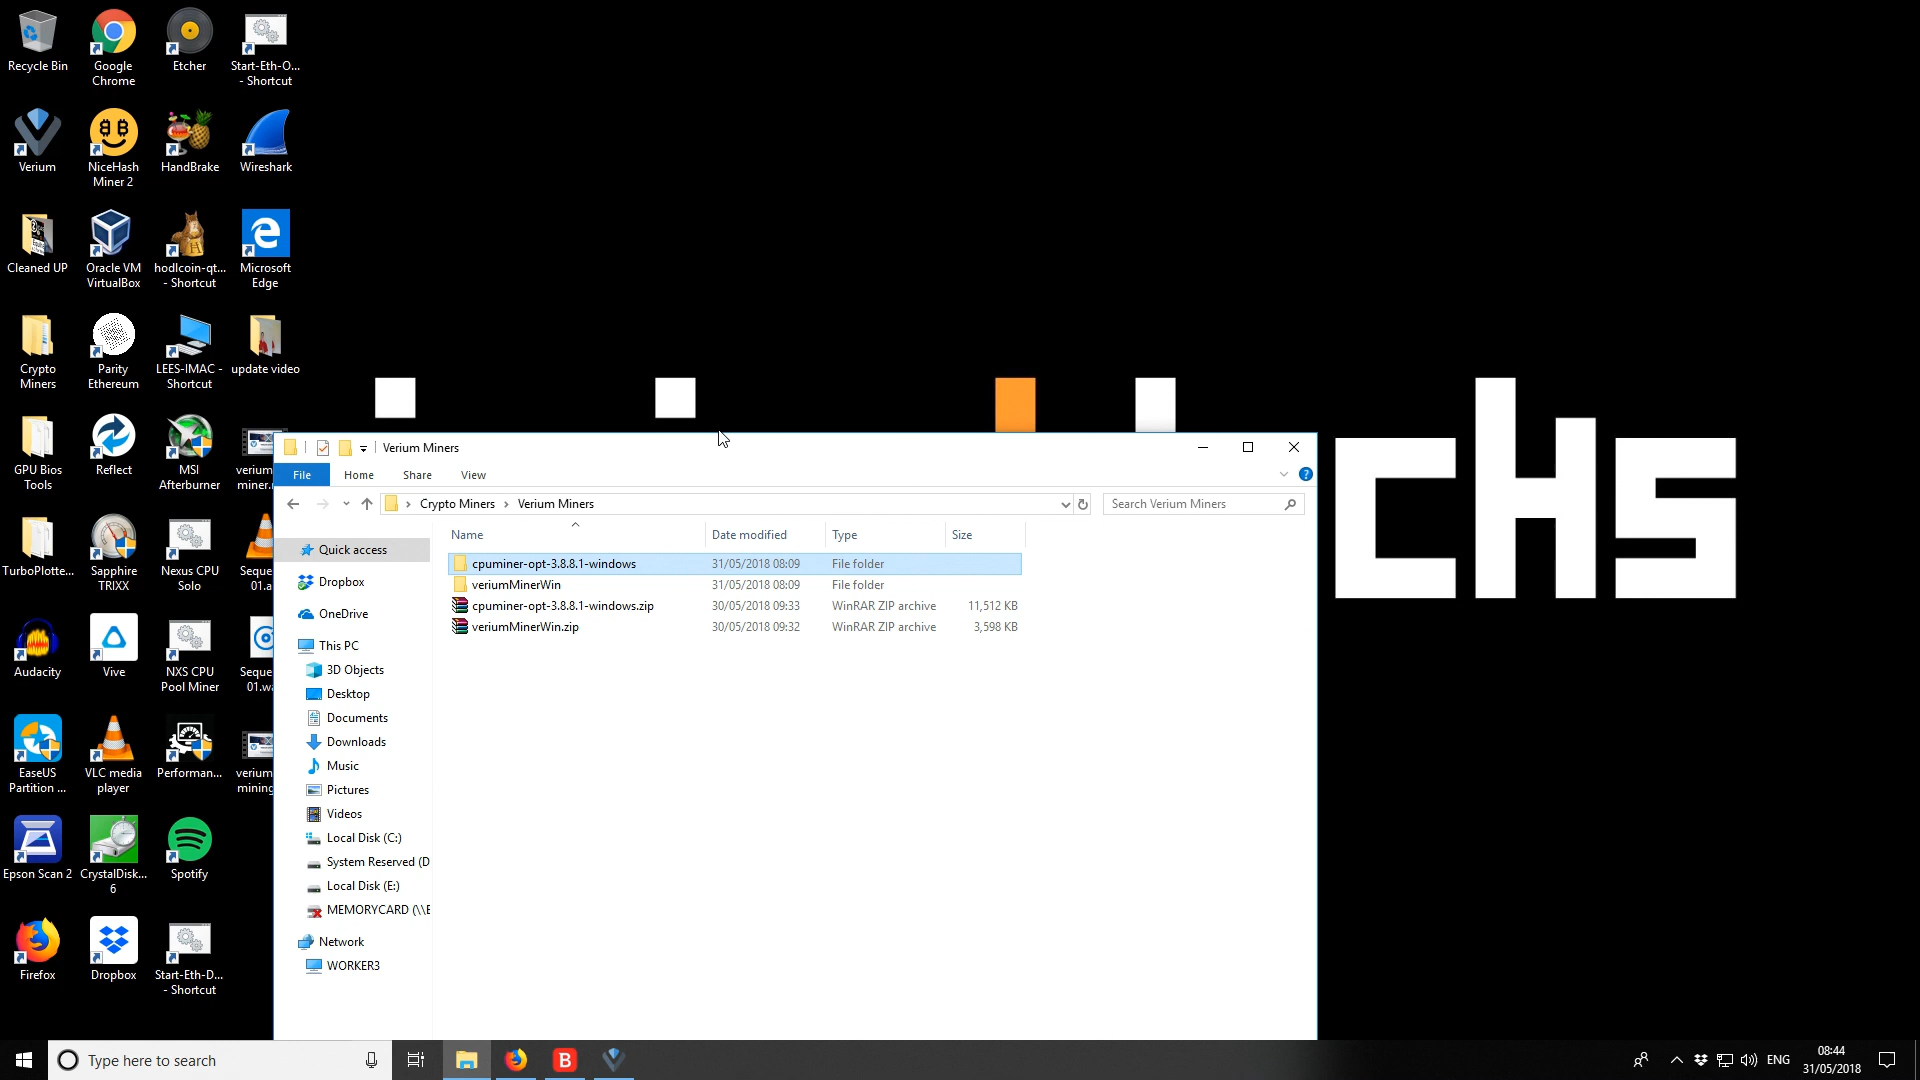 Recycle Bin
Google
Chrome
Etcher
Start-Eth-O...
- Shortcut
Verium
NiceHash
Miner 2
HandBrake
Wireshark
Cleaned UP
Oracle VM
VirtualBox
hodlcoin-qt...
- Shortcut
Microsoft
Edge
Crypto
Miners
Parity
Ethereum
LEES-IMAC -
Shortcut
update video
GPU Bios
Tools
Reflect
MSI
Afterburner
verium
miner.
TurboPlotte...
Sapphire
TRIXX
Nexus CPU
Solo
Seque
01.a
Audacity
Vive
NXS CPU
Pool Miner
Seque
01.wa
EaseUS
Partition ...
VLC media
player
Performan...
verium
mining
Epson Scan 2
CrystalDisk...
6
Spotify
Firefox
Dropbox
Start-Eth-D...
- Shortcut
chs
Verium Miners
File
Home
Share
View
Crypto Miners
Verium Miners
Search Verium Miners
Name
Date modified
Type
Size
cpuminer-opt-3.8.8.1-windows 31/05/2018 08:09 File folder
veriumMinerWin 31/05/2018 08:09 File folder
cpuminer-opt-3.8.8.1-windows.zip 30/05/2018 09:33 WinRAR ZIP archive 11,512 KB
veriumMinerWin.zip 30/05/2018 09:32 WinRAR ZIP archive 3,598 KB
Quick access
Dropbox
OneDrive
This PC
3D Objects
Desktop
Documents
Downloads
Music
Pictures
Videos
Local Disk (C:)
System Reserved (D
Local Disk (E:)
MEMORYCARD (\\E
Network
WORKER3
Type here to search
B
ENG
08:44
31/05/2018